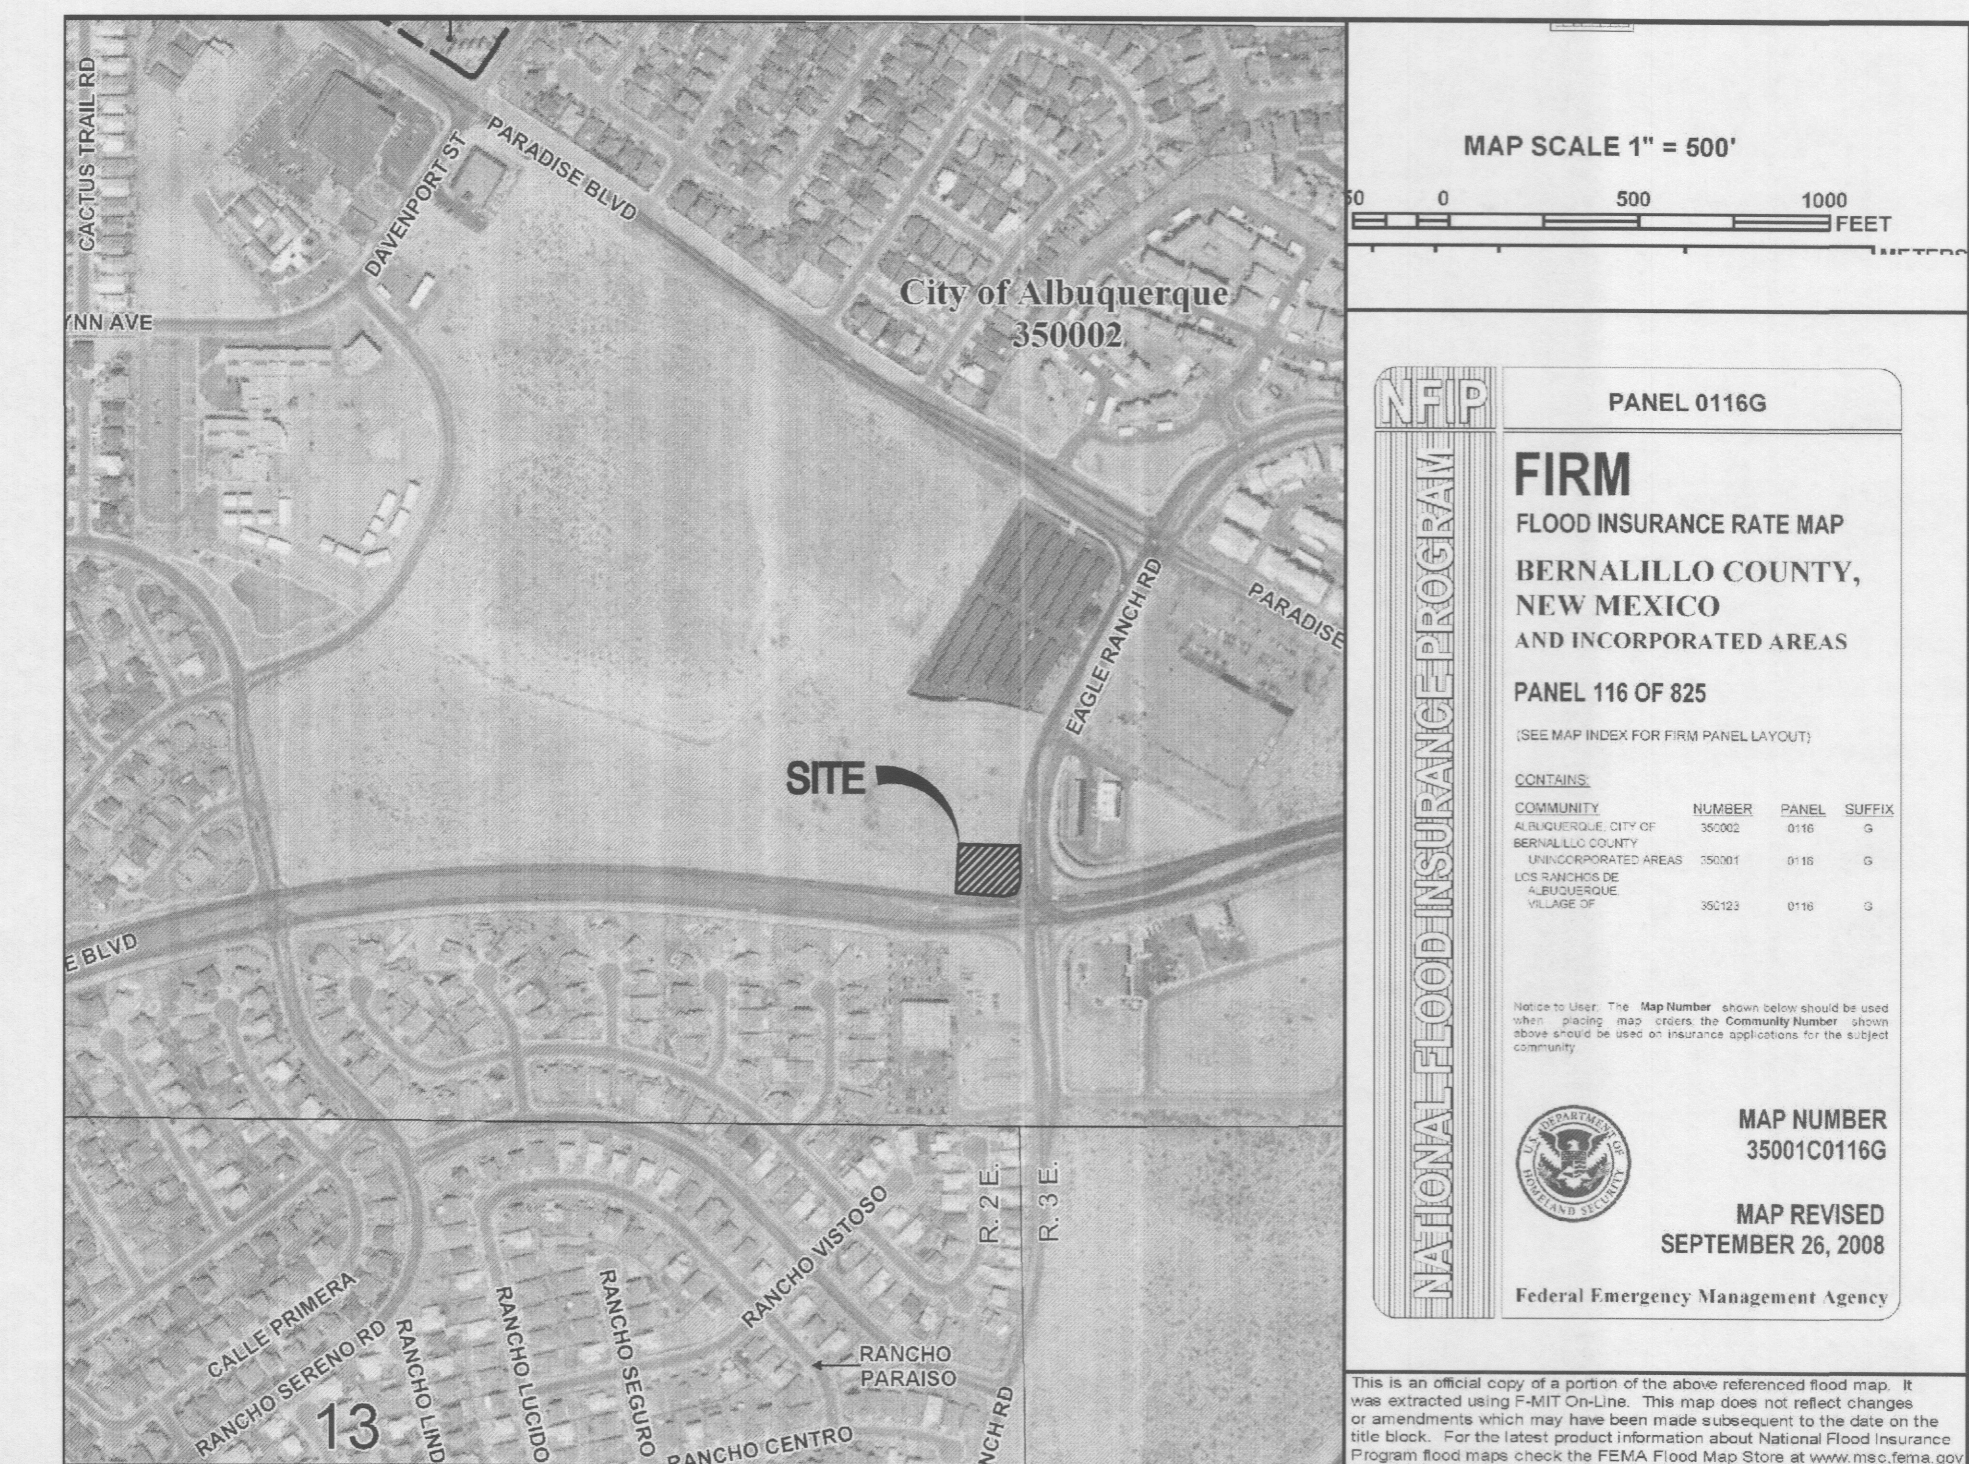 CACTUS TRAIL RD
DAVENPORT ST
PARADISE BLVD
City of Albuquerque
350002
YNN AVE
EAGLE RANCH RD
PARADISE
SITE
E BLVD
R. 2 E.
R. 3 E.
CALLE PRIMERA
RANCHO SERENO RD
RANCHO LIND
RANCHO LUCIDO
RANCHO SEGURO
RANCHO VISTOSO
RANCHO
PARAISO
RANCHO CENTRO
NCH RD
13
MAP SCALE 1" = 500'
50 0 500 1000
FEET
METERS
NFIP
NATIONAL FLOOD INSURANCE PROGRAM
PANEL 0116G
FIRM
FLOOD INSURANCE RATE MAP
BERNALILLO COUNTY,
NEW MEXICO
AND INCORPORATED AREAS
PANEL 116 OF 825
(SEE MAP INDEX FOR FIRM PANEL LAYOUT)
CONTAINS:
COMMUNITY NUMBER PANEL SUFFIX
ALBUQUERQUE, CITY OF 350002 0116 G
BERNALILLO COUNTY
UNINCORPORATED AREAS 350001 0116 G
LOS RANCHOS DE
ALBUQUERQUE,
VILLAGE OF 350123 0116 G
Notice to User: The Map Number shown below should be used
when placing map orders, the Community Number shown
above should be used on insurance applications for the subject
community
U.S. DEPARTMENT OF HOMELAND SECURITY
MAP NUMBER
35001C0116G
MAP REVISED
SEPTEMBER 26, 2008
Federal Emergency Management Agency
This is an official copy of a portion of the above referenced flood map. It
was extracted using F-MIT On-Line. This map does not reflect changes
or amendments which may have been made subsequent to the date on the
title block. For the latest product information about National Flood Insurance
Program flood maps check the FEMA Flood Map Store at www.msc.fema.gov